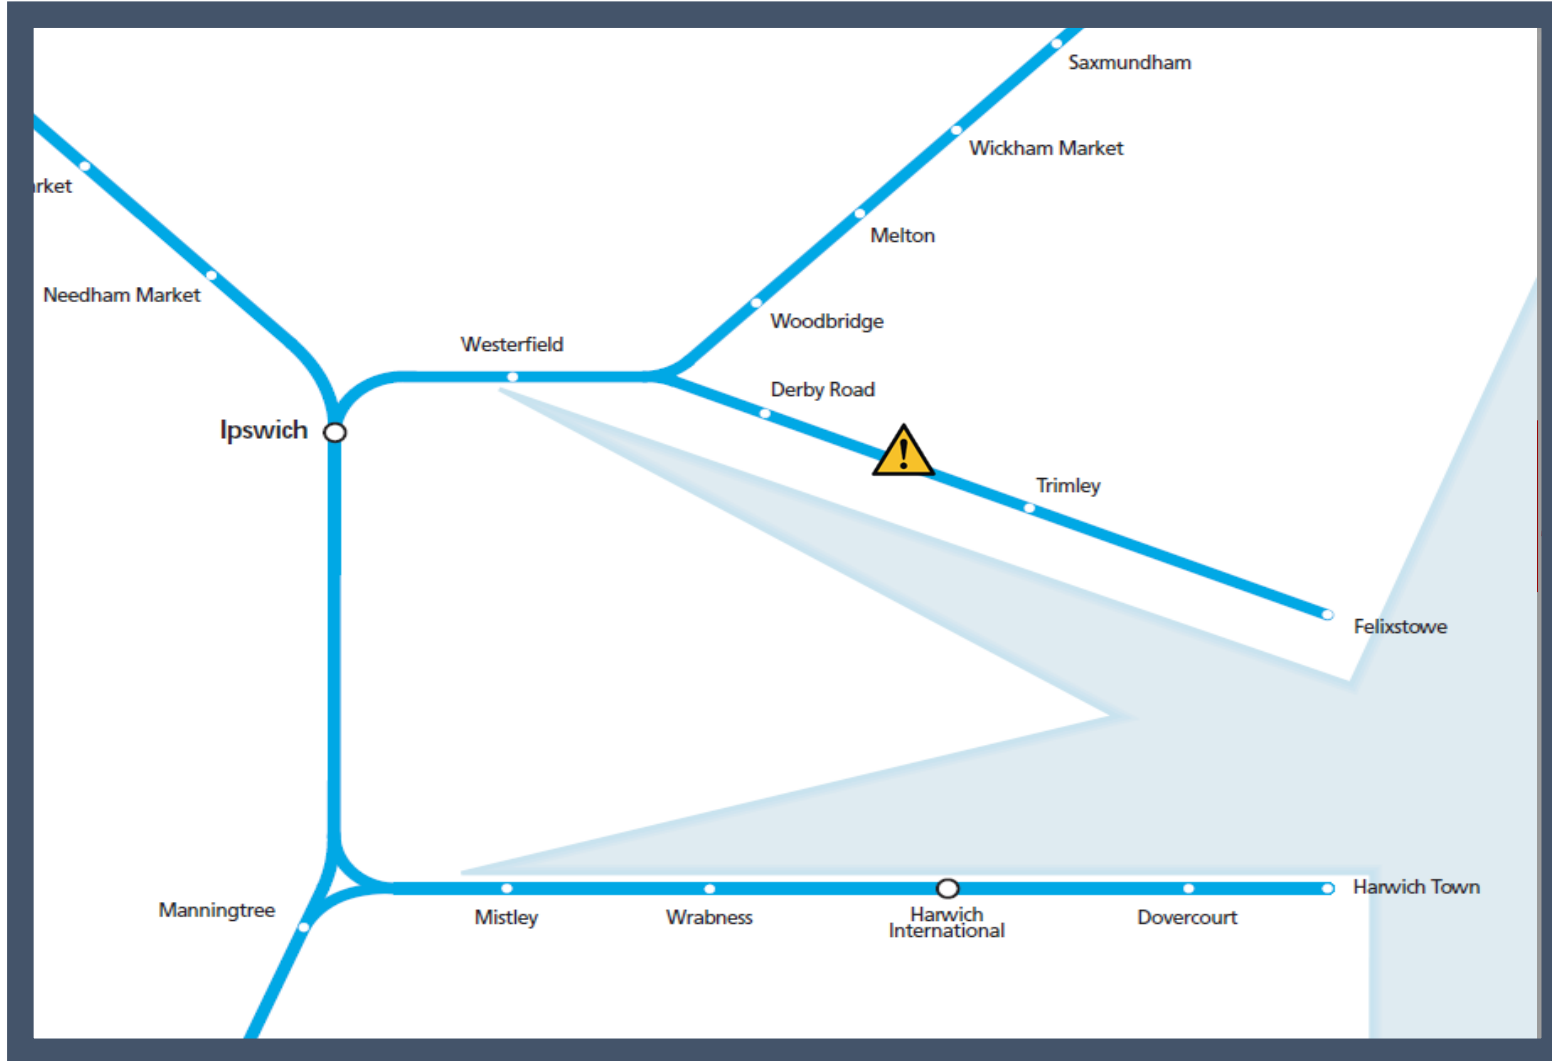 Saxmundham
Wickham Market
rket
Melton
Needham Market
Woodbridge
Westerfield
Derby Road
Ipswich
!
Trimley
Felixstowe
Harwich Town
Manningtree
Mistley
Wrabness
Harwich
International
Dovercourt